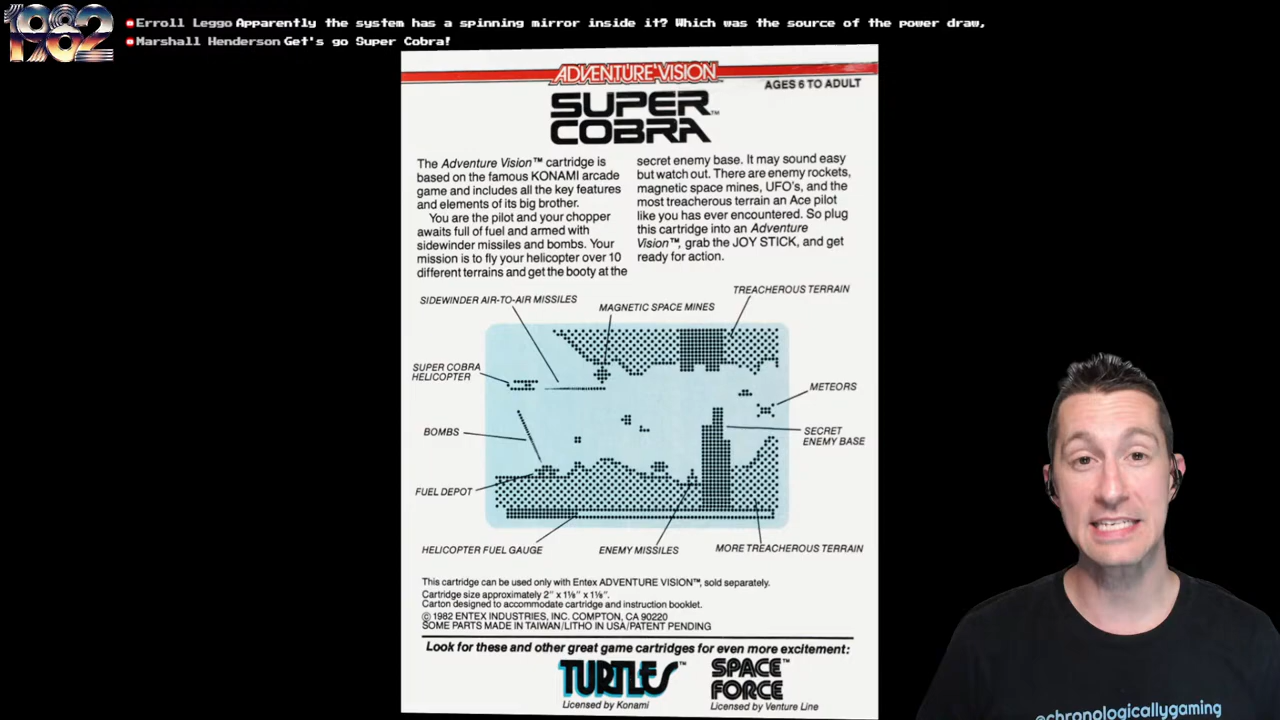 1982
Erroll Leggo Apparently the system has a spinning mirror inside it? Which was the source of the power draw,
Marshall Henderson Get's go Super Cobra!
ADVENTURE VISION
AGES 6 TO ADULT
SUPER
COBRA™
The Adventure Vision™ cartridge is
based on the famous KONAMI arcade
game and includes all the key features
and elements of its big brother.
You are the pilot and your chopper
awaits full of fuel and armed with
sidewinder missiles and bombs. Your
mission is to fly your helicopter over 10
different terrains and get the booty at the
secret enemy base. It may sound easy
but watch out. There are enemy rockets,
magnetic space mines, UFO's, and the
most treacherous terrain an Ace pilot
like you has ever encountered. So plug
this cartridge into an Adventure
Vision™, grab the JOY STICK, and get
ready for action.
SIDEWINDER AIR-TO-AIR MISSILES
MAGNETIC SPACE MINES
TREACHEROUS TERRAIN
SUPER COBRA
HELICOPTER
METEORS
BOMBS
SECRET
ENEMY BASE
FUEL DEPOT
HELICOPTER FUEL GAUGE
ENEMY MISSILES
MORE TREACHEROUS TERRAIN
This cartridge can be used only with Entex ADVENTURE VISION™, sold separately.
Cartridge size approximately 2" x 1⅛" x 1⅛".
Carton designed to accommodate cartridge and instruction booklet.
© 1982 ENTEX INDUSTRIES, INC. COMPTON, CA 90220
SOME PARTS MADE IN TAIWAN/LITHO IN USA/PATENT PENDING
Look for these and other great game cartridges for even more excitement:
TURTLES™
Licensed by Konami
SPACE™
FORCE
Licensed by Venture Line
@chronologicallygaming